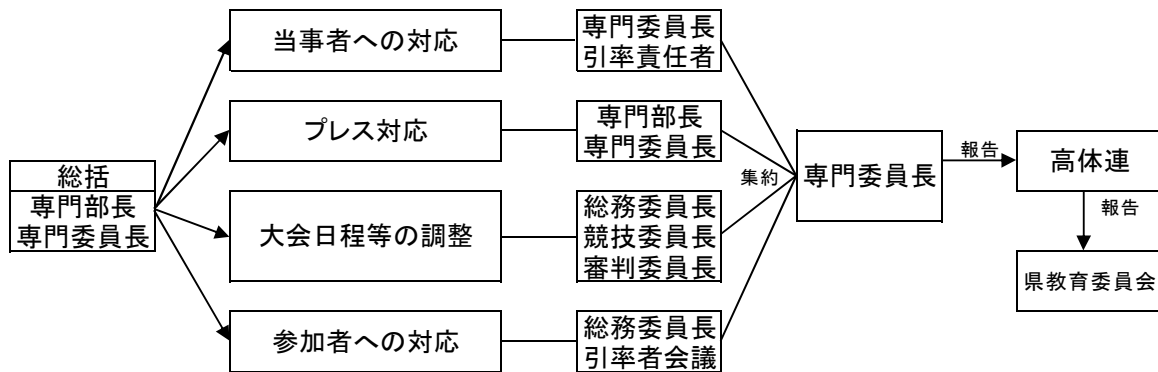 総括
専門部長
専門委員長
当事者への対応
専門委員長
引率責任者
プレス対応
専門部長
専門委員長
大会日程等の調整
総務委員長
競技委員長
審判委員長
参加者への対応
総務委員長
引率者会議
集約
専門委員長
報告
高体連
報告
県教育委員会